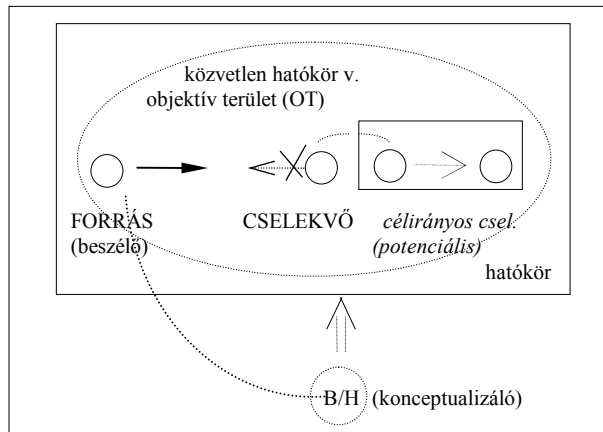 közvetlen hatókör v.
objektív terület (OT)
FORRÁS CSELEKVŐ célirányos csel.
(beszélő) (potenciális)
hatókör
B/H (konceptualizáló)